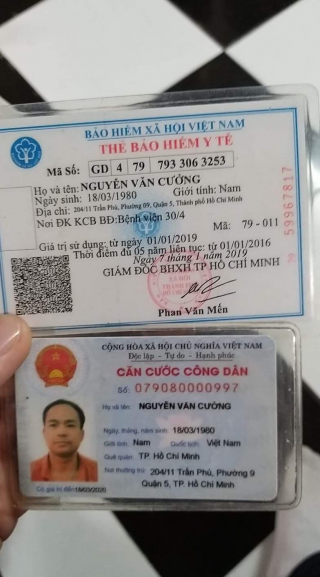 BẢO HIỂM XÃ HỘI VIỆT NAM
THẺ BẢO HIỂM Y TẾ
Mã Số: GD 4 79 793 306 3253
Họ và tên: NGUYỄN VĂN CƯỜNG
Ngày sinh: 18/03/1980 Giới tính: Nam
Địa chỉ: 204/11 Trần Phú, Phường 09, Quận 5, Thành phố Hồ Chí Minh
Nơi ĐK KCB BĐ: Bệnh viện 30/4
Mã: 79 - 011
Giá trị sử dụng: từ ngày 01/01/2019
Thời điểm đủ 05 năm liên tục: từ 01/01/2016
Ngày 7 tháng 1 năm 2019
GIÁM ĐỐC BHXH TP HỒ CHÍ MINH
Phan Văn Mến
59967817
CỘNG HÒA XÃ HỘI CHỦ NGHĨA VIỆT NAM
Độc lập - Tự do - Hạnh phúc
CĂN CƯỚC CÔNG DÂN
Số: 079080000997
Họ và tên: NGUYỄN VĂN CƯỜNG
Ngày, tháng, năm sinh: 18/03/1980
Giới tính: Nam Quốc tịch: Việt Nam
Quê quán: TP. Hồ Chí Minh
Nơi thường trú: 204/11 Trần Phú, Phường 9
Quận 5, TP. Hồ Chí Minh
Có giá trị đến: 18/03/2020